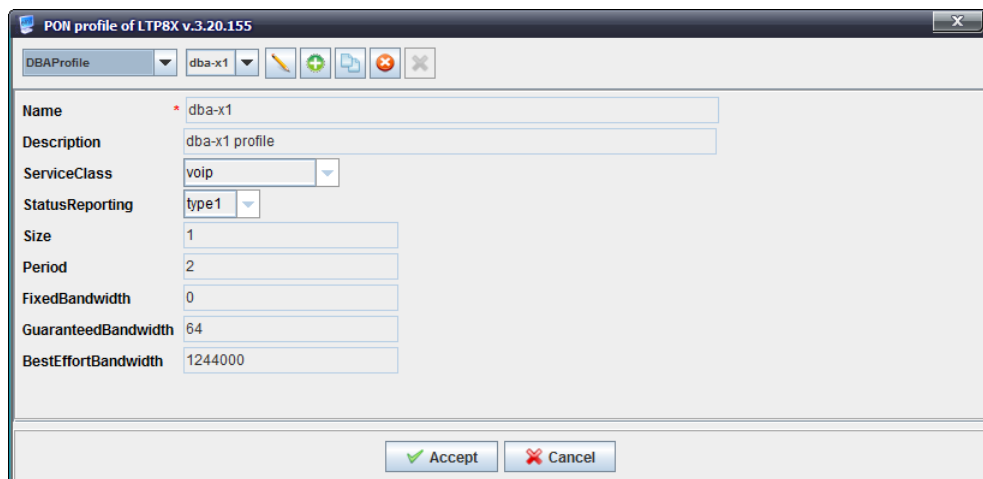 PON profile of LTP8X v.3.20.155
DBAProfile dba-x1
Name * dba-x1
Description dba-x1 profile
ServiceClass voip
StatusReporting type1
Size 1
Period 2
FixedBandwidth 0
GuaranteedBandwidth 64
BestEffortBandwidth 1244000
Accept Cancel